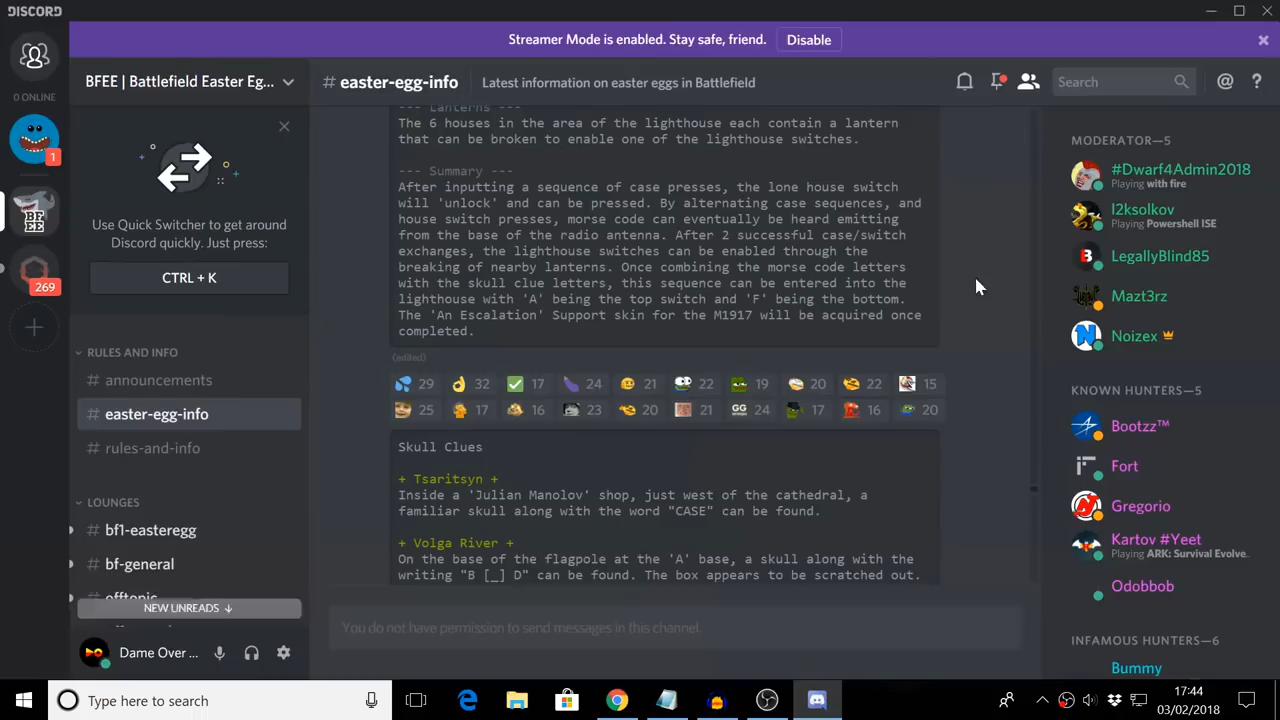 DISCORD
Streamer Mode is enabled. Stay safe, friend. Disable
0 ONLINE
1
BF
EE
269
BFEE | Battlefield Easter Eg...
Use Quick Switcher to get around
Discord quickly. Just press:
CTRL + K
RULES AND INFO
# announcements
# easter-egg-info
# rules-and-info
LOUNGES
# bf1-easteregg
# bf-general
# offtopic
NEW UNREADS ↓
Dame Over ...
# easter-egg-info
Latest information on easter eggs in Battlefield
Search
--- Lanterns ---
The 6 houses in the area of the lighthouse each contain a lantern
that can be broken to enable one of the lighthouse switches.
--- Summary ---
After inputting a sequence of case presses, the lone house switch
will 'unlock' and can be pressed. By alternating case sequences, and
house switch presses, morse code can eventually be heard emitting
from the base of the radio antenna. After 2 successful case/switch
exchanges, the lighthouse switches can be enabled through the
breaking of nearby lanterns. Once combining the morse code letters
with the skull clue letters, this sequence can be entered into the
lighthouse with 'A' being the top switch and 'F' being the bottom.
The 'An Escalation' Support skin for the M1917 will be acquired once
completed.
(edited)
29 32 17 24 21 22 19 20 22 15
25 17 16 23 20 21 GG 24 17 16 20
Skull Clues
+ Tsaritsyn +
Inside a 'Julian Manolov' shop, just west of the cathedral, a
familiar skull along with the word "CASE" can be found.
+ Volga River +
On the base of the flagpole at the 'A' base, a skull along with the
writing "B [_] D" can be found. The box appears to be scratched out.
You do not have permission to send messages in this channel.
MODERATOR—5
#Dwarf4Admin2018
Playing with fire
l2ksolkov
Playing Powershell ISE
LegallyBlind85
Mazt3rz
Noizex
KNOWN HUNTERS—5
Bootzz™
Fort
Gregorio
Kartov #Yeet
Playing ARK: Survival Evolve..
Odobbob
INFAMOUS HUNTERS—6
Bummy
Type here to search
17:44
03/02/2018